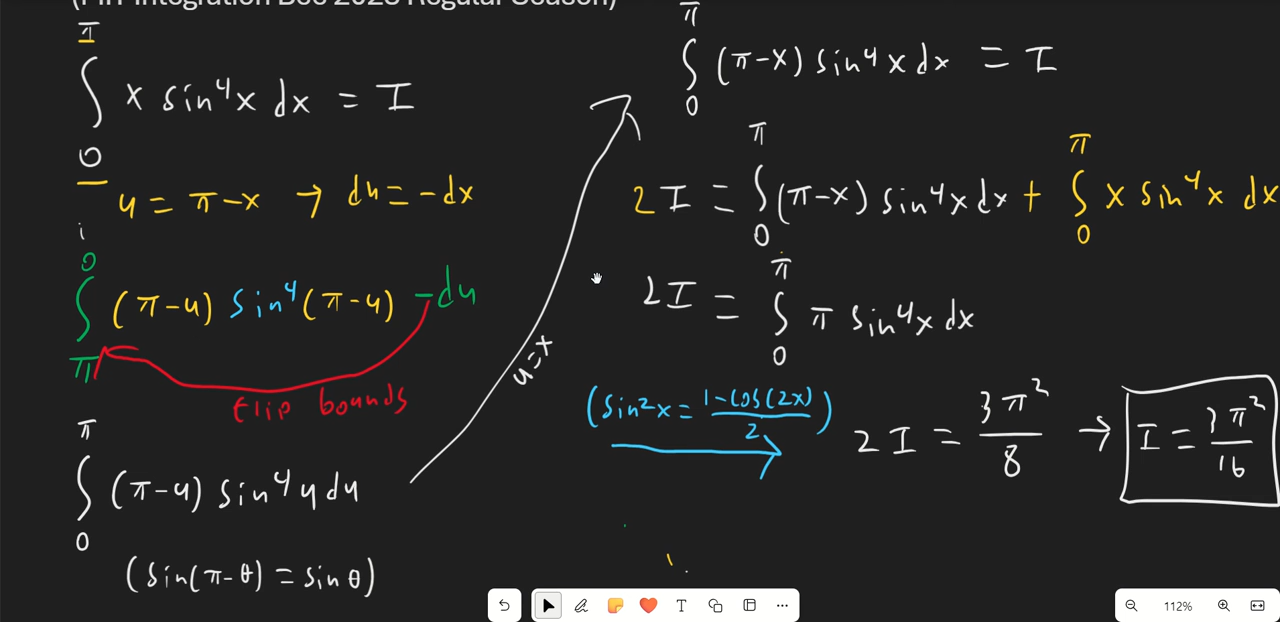 ∫₀^π x sin⁴x dx = I
u = π-x → du = -dx
∫_π^0 (π-u) sin⁴(π-u) -du
flip bounds
∫₀^π (π-u) sin⁴u du
(sin(π-θ) = sin θ)
u=x
∫₀^π (π-x) sin⁴x dx = I
2I = ∫₀^π (π-x) sin⁴x dx + ∫₀^π x sin⁴x dx
2I = ∫₀^π π sin⁴x dx
(sin²x = (1-cos(2x))/2)
2I = 3π²/8 → I = 3π²/16
112%